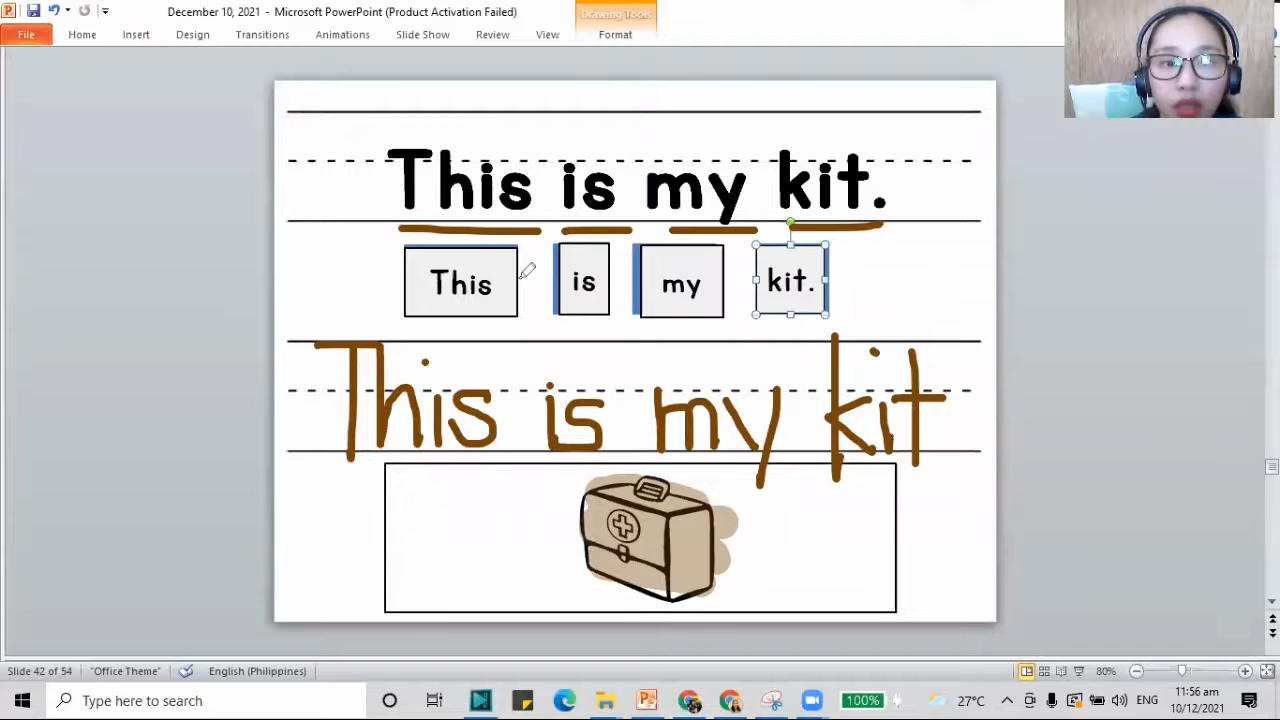 December 10, 2021 - Microsoft PowerPoint (Product Activation Failed)
Drawing Tools
File Home Insert Design Transitions Animations Slide Show Review View Format
This is my kit.
This is my kit.
This is my kit
Slide 42 of 54 "Office Theme" English (Philippines) 80%
Type here to search 100% 27°C ENG 11:56 am
10/12/2021